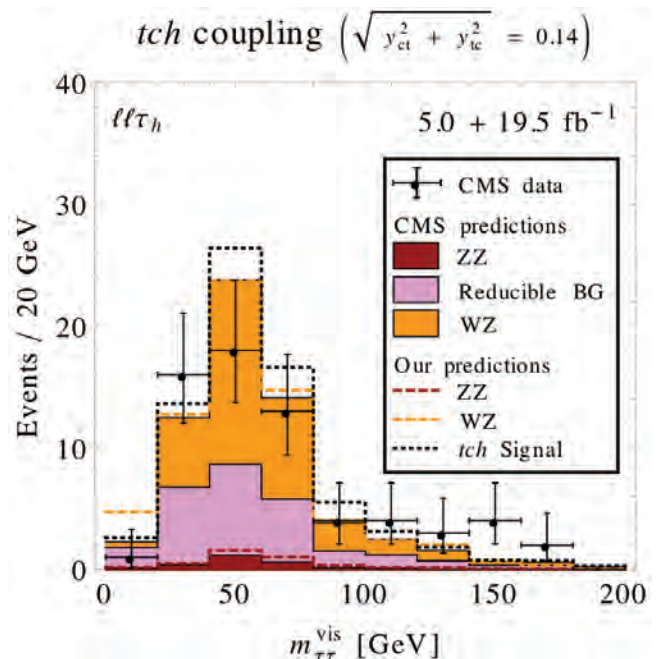 tch coupling (√y²ct + y²tc = 0.14)
ℓℓτh
5.0 + 19.5 fb⁻¹
CMS data
CMS predictions
ZZ
Reducible BG
WZ
Our predictions
ZZ
WZ
tch Signal
Events / 20 GeV
40
30
20
10
0
0
50
100
150
200
m^vis_ττ [GeV]